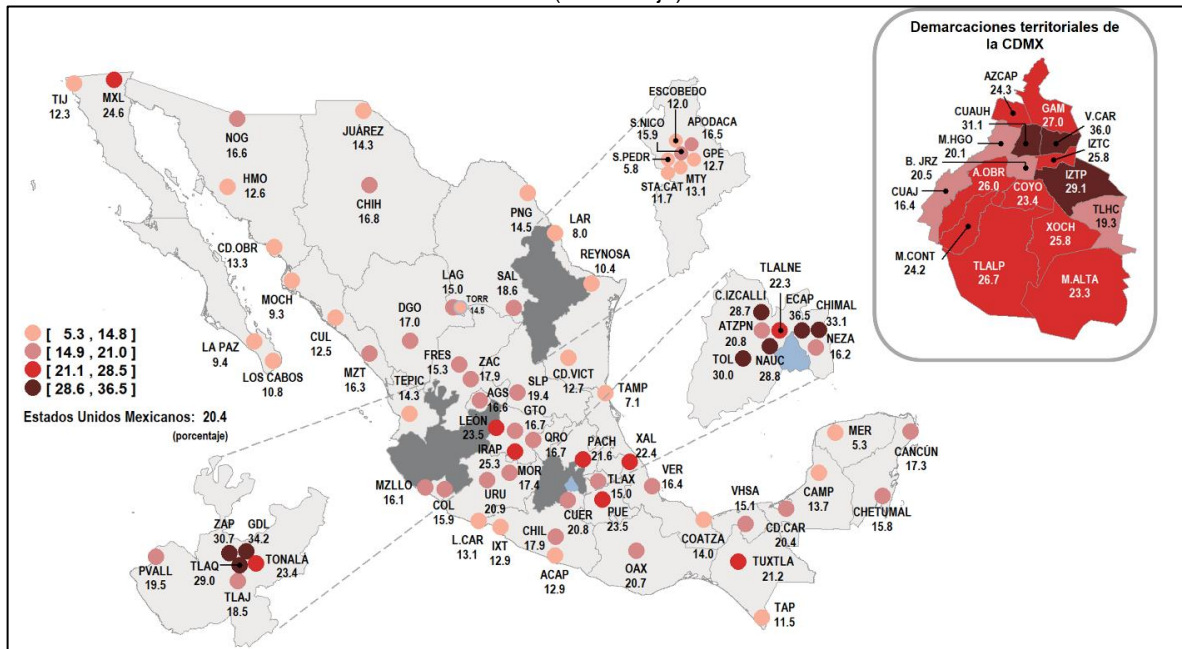 Demarcaciones territoriales de
la CDMX
AZCAP
24.3
GAM
27.0
CUAUH
31.1
V.CAR
36.0
M.HGO
20.1
IZTC
25.8
B. JRZ
20.5
A.OBR
26.0
IZTP
29.1
CUAJ
16.4
COYO
23.4
TLHC
19.3
XOCH
25.8
M.CONT
24.2
TLALP
26.7
M.ALTA
23.3
TIJ
12.3
MXL
24.6
NOG
16.6
JUÁREZ
14.3
HMO
12.6
CHIH
16.8
CD.OBR
13.3
MOCH
9.3
CUL
12.5
LA PAZ
9.4
LOS CABOS
10.8
MZT
16.3
DGO
17.0
LAG
15.0
TORR
14.5
SAL
18.6
PNG
14.5
LAR
8.0
REYNOSA
10.4
ESCOBEDO
12.0
S.NICO
15.9
APODACA
16.5
S.PEDR
5.8
GPE
12.7
MTY
13.1
STA.CAT
11.7
FRES
15.3
ZAC
17.9
TEPIC
14.3
AGS
16.6
SLP
19.4
CD.VICT
12.7
TAMP
7.1
LEON
23.5
GTO
16.7
IRAP
25.3
QRO
16.7
PACH
21.6
XAL
22.4
MOR
17.4
TLAX
15.0
VER
16.4
MZLLO
16.1
COL
15.9
URU
20.9
CUER
20.8
PUE
23.5
L.CAR
13.1
IXT
12.9
CHIL
17.9
ACAP
12.9
OAX
20.7
COATZA
14.0
VHSA
15.1
CD.CAR
20.4
TUXTLA
21.2
TAP
11.5
CAMP
13.7
MER
5.3
CANCÚN
17.3
CHETUMAL
15.8
TLALNE
22.3
C.IZCALLI
28.7
ECAP
36.5
CHIMAL
33.1
ATZPN
20.8
NEZA
16.2
TOL
30.0
NAUC
28.8
[ 5.3 , 14.8 ]
[ 14.9 , 21.0 ]
[ 21.1 , 28.5 ]
[ 28.6 , 36.5 ]
Estados Unidos Mexicanos: 20.4
(porcentaje)
ZAP
30.7
GDL
34.2
PVALL
19.5
TLAQ
29.0
TONALA
23.4
TLAJ
18.5